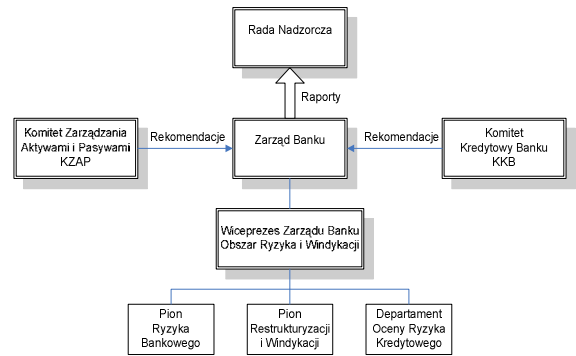 Rada Nadzorcza
Raporty
Komitet Zarządzania
Aktywami i Pasywami
KZAP
Rekomendacje
Zarząd Banku
Rekomendacje
Komitet
Kredytowy Banku
KKB
Wiceprezes Zarządu Banku
Obszar Ryzyka i Windykacji
Pion
Ryzyka
Bankowego
Pion
Restrukturyzacji
i Windykacji
Departament
Oceny Ryzyka
Kredytowego